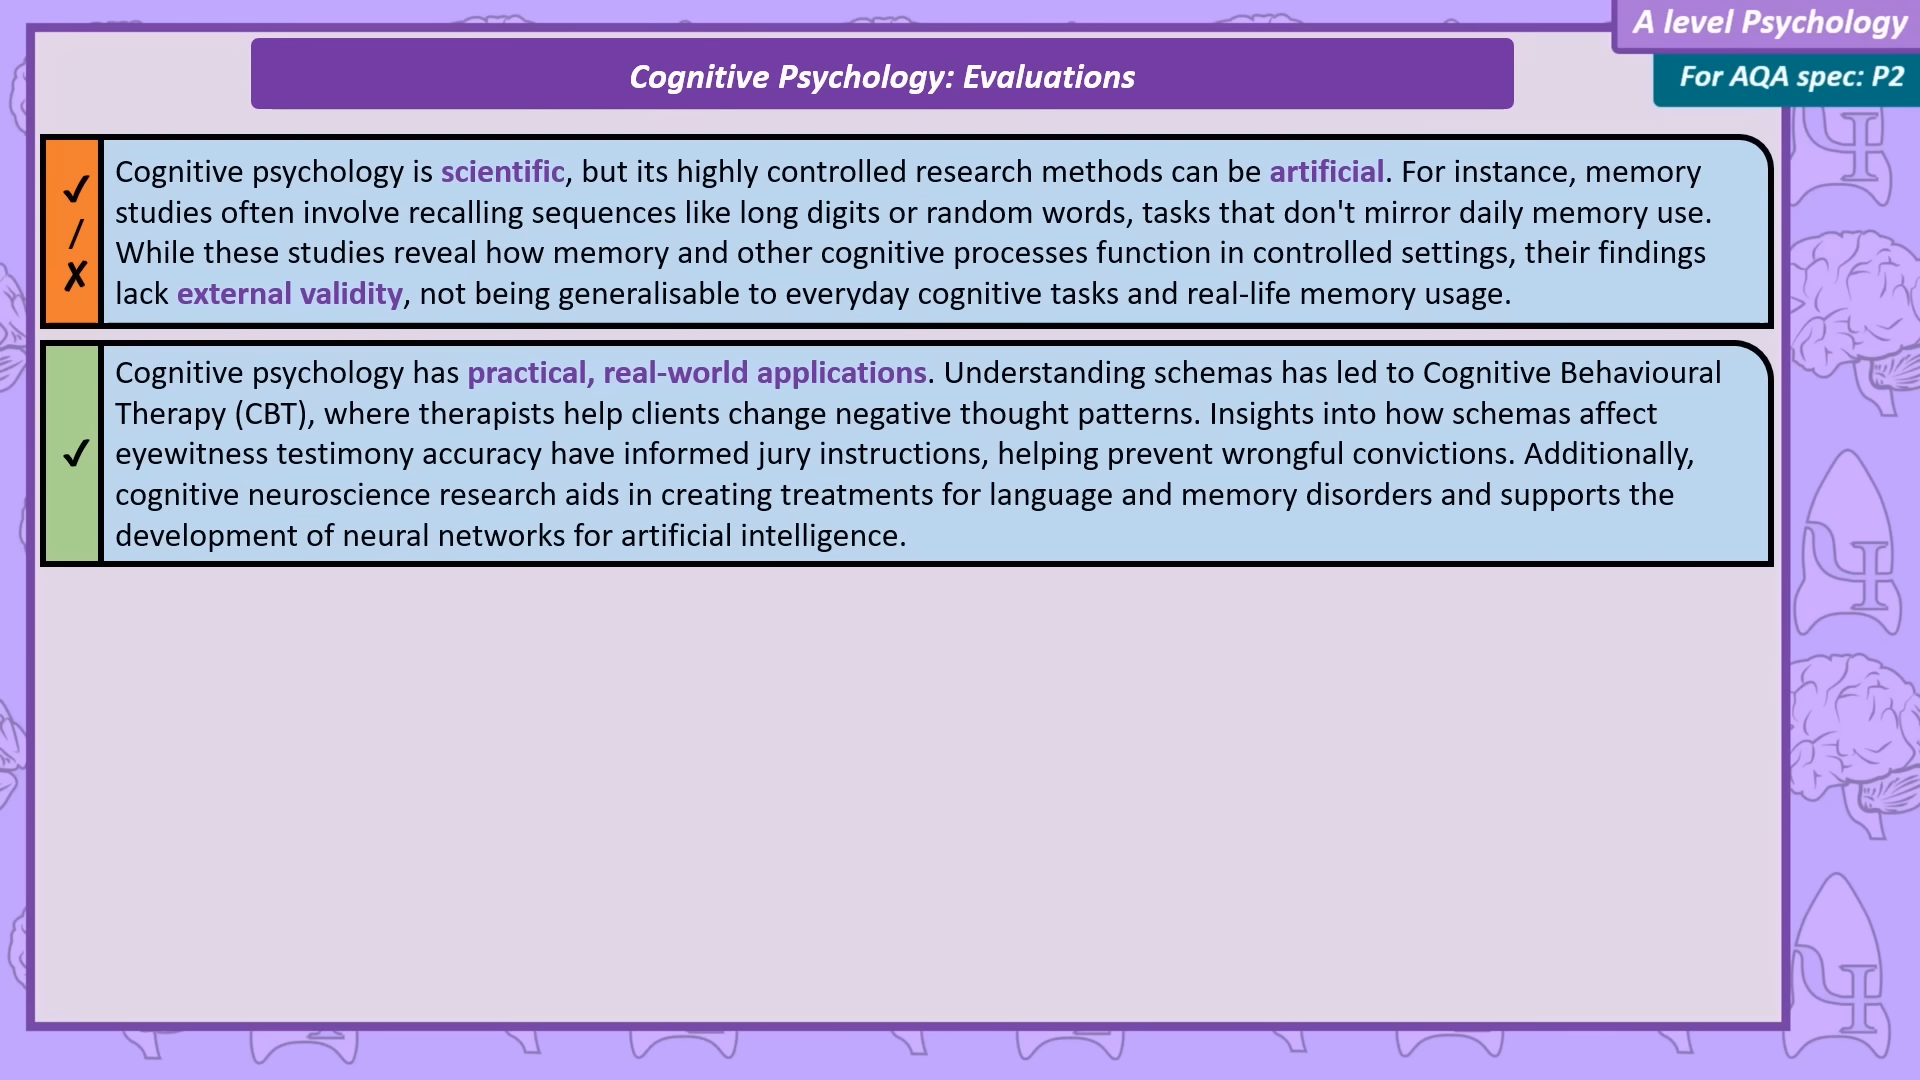 A level Psychology
For AQA spec: P2
Cognitive Psychology: Evaluations
✔
/
✗
Cognitive psychology is scientific, but its highly controlled research methods can be artificial. For instance, memory
studies often involve recalling sequences like long digits or random words, tasks that don't mirror daily memory use.
While these studies reveal how memory and other cognitive processes function in controlled settings, their findings
lack external validity, not being generalisable to everyday cognitive tasks and real-life memory usage.
✔
Cognitive psychology has practical, real-world applications. Understanding schemas has led to Cognitive Behavioural
Therapy (CBT), where therapists help clients change negative thought patterns. Insights into how schemas affect
eyewitness testimony accuracy have informed jury instructions, helping prevent wrongful convictions. Additionally,
cognitive neuroscience research aids in creating treatments for language and memory disorders and supports the
development of neural networks for artificial intelligence.